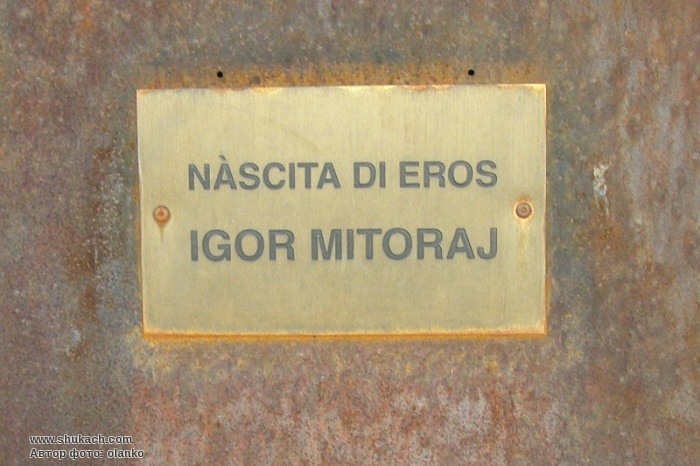 NÀSCITA DI EROS
IGOR MITORAJ
www.shukach.com
Автор фото: olanko